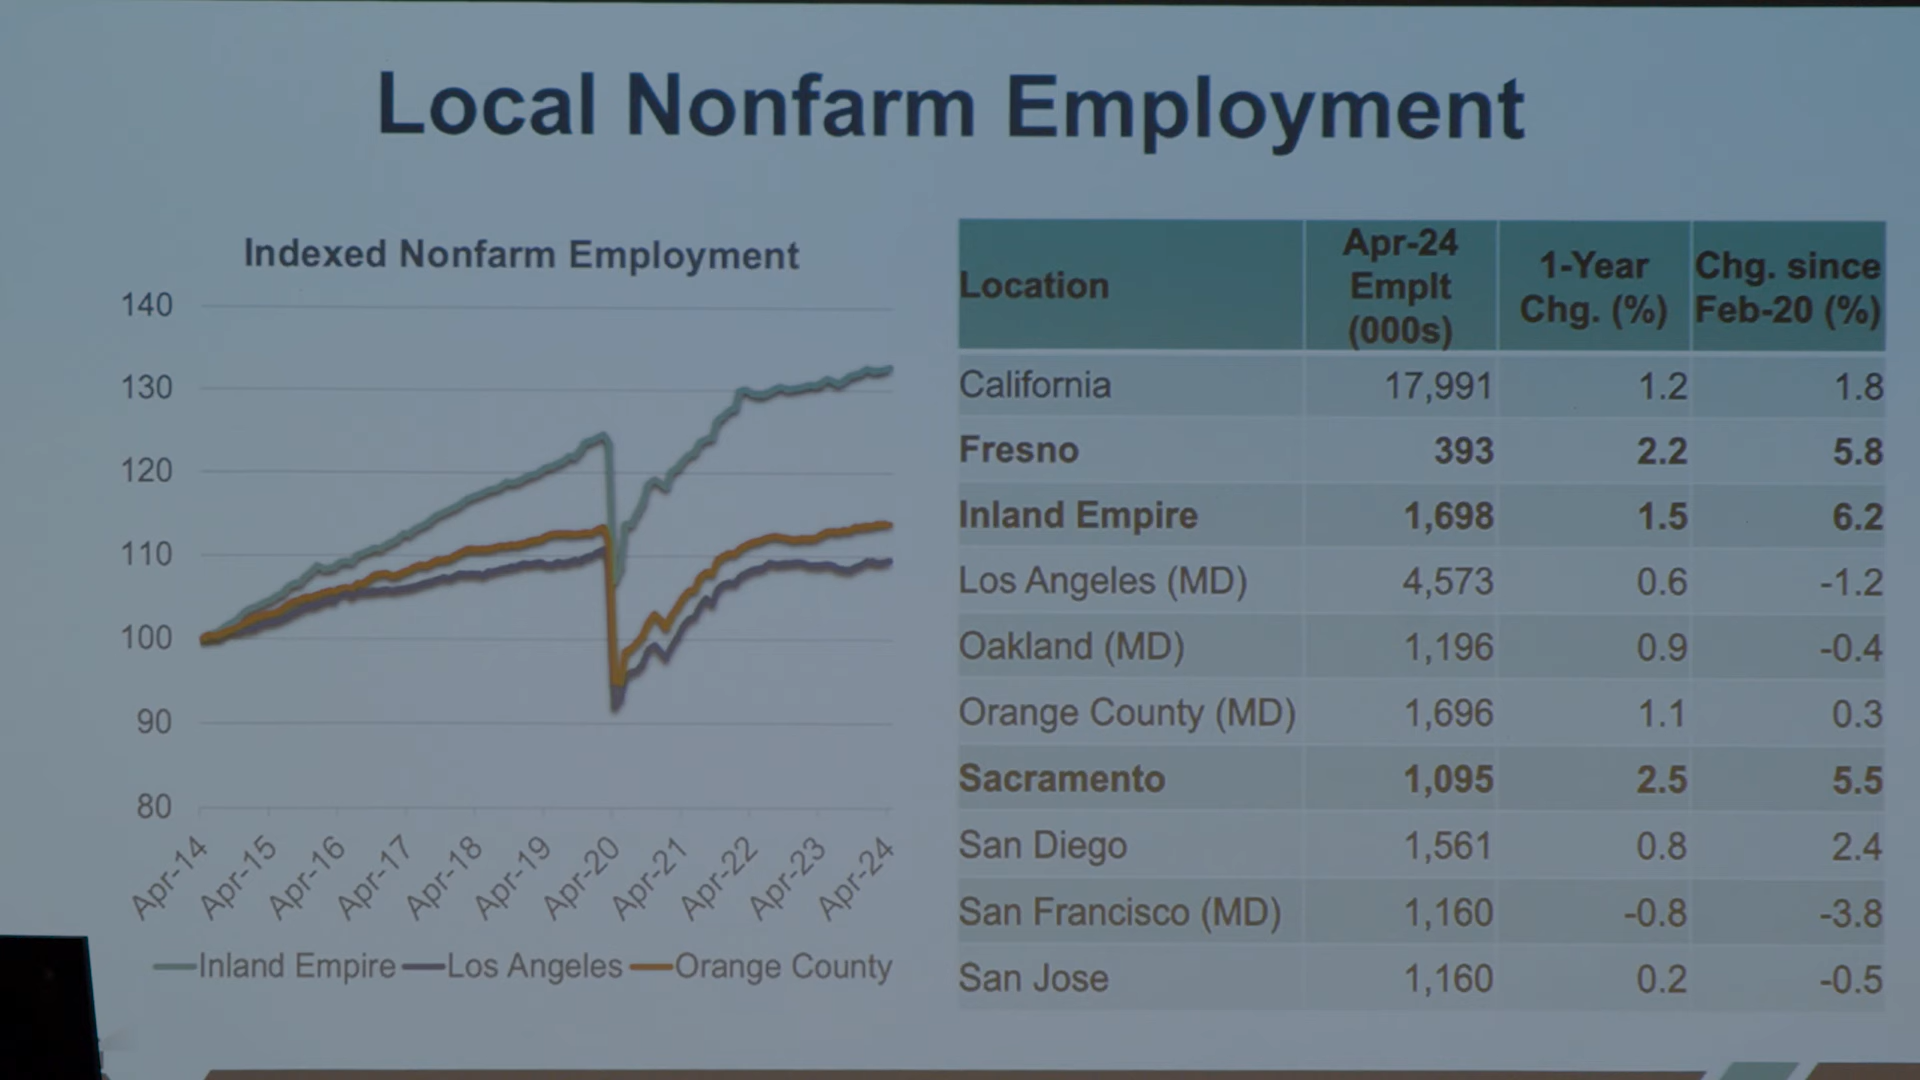 Local Nonfarm Employment
Indexed Nonfarm Employment
140
130
120
110
100
90
80
Apr-14 Apr-15 Apr-16 Apr-17 Apr-18 Apr-19 Apr-20 Apr-21 Apr-22 Apr-23 Apr-24
Inland Empire Los Angeles Orange County
Location Apr-24 Emplt (000s) 1-Year Chg. (%) Chg. since Feb-20 (%)
California 17,991 1.2 1.8
Fresno 393 2.2 5.8
Inland Empire 1,698 1.5 6.2
Los Angeles (MD) 4,573 0.6 -1.2
Oakland (MD) 1,196 0.9 -0.4
Orange County (MD) 1,696 1.1 0.3
Sacramento 1,095 2.5 5.5
San Diego 1,561 0.8 2.4
San Francisco (MD) 1,160 -0.8 -3.8
San Jose 1,160 0.2 -0.5